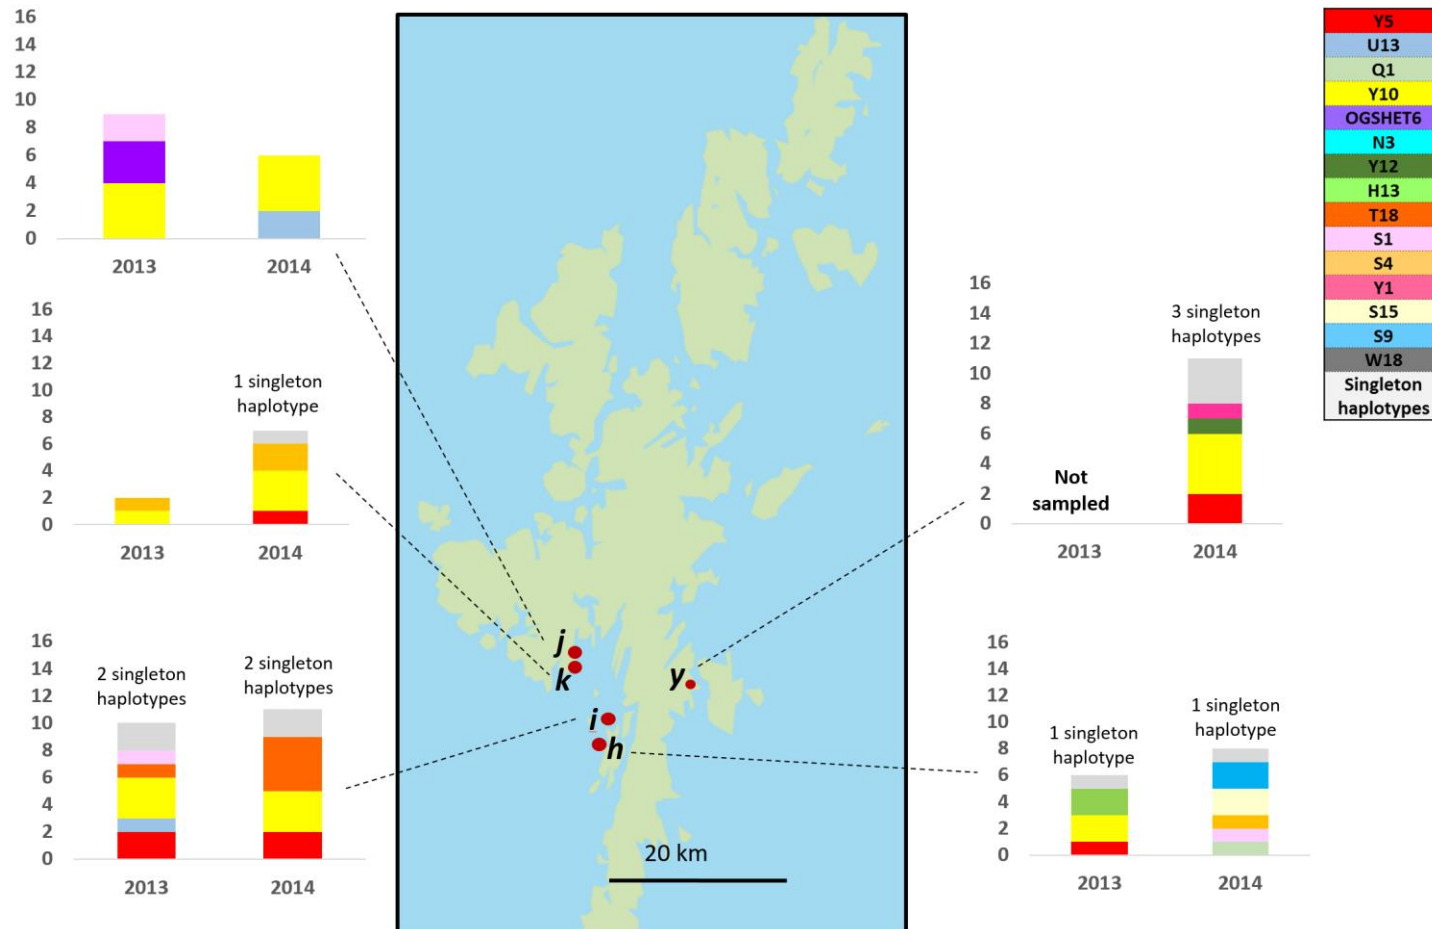 16
14
12
10
8
6
4
2
0
2013
2014
16
14
12
10
8
6
4
2
0
1 singleton
haplotype
2013
2014
16
14
12
10
8
6
4
2
0
2 singleton
haplotypes
2 singleton
haplotypes
2013
2014
j
k
i
h
y
20 km
16
14
12
10
8
6
4
2
0
3 singleton
haplotypes
Not
sampled
2013
2014
16
14
12
10
8
6
4
2
0
1 singleton
haplotype
1 singleton
haplotype
2013
2014
Y5
U13
Q1
Y10
OGSHET6
N3
Y12
H13
T18
S1
S4
Y1
S15
S9
W18
Singleton
haplotypes